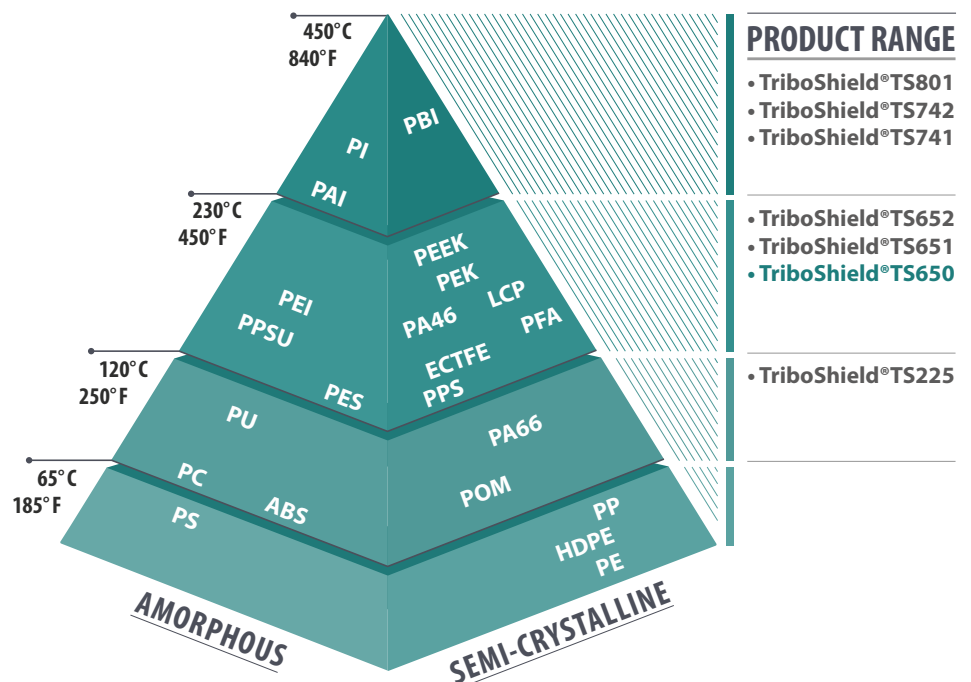 450°C
840°F
PRODUCT RANGE
• TriboShield®TS801
• TriboShield®TS742
• TriboShield®TS741
PBI
PI
PAI
230°C
450°F
• TriboShield®TS652
• TriboShield®TS651
• TriboShield®TS650
PEEK
PEK
LCP
PEI
PA46
PFA
PPSU
ECTFE
PES
PPS
120°C
250°F
• TriboShield®TS225
PU
PA66
PC
POM
ABS
65°C
185°F
PS
PP
HDPE
PE
AMORPHOUS
SEMI-CRYSTALLINE